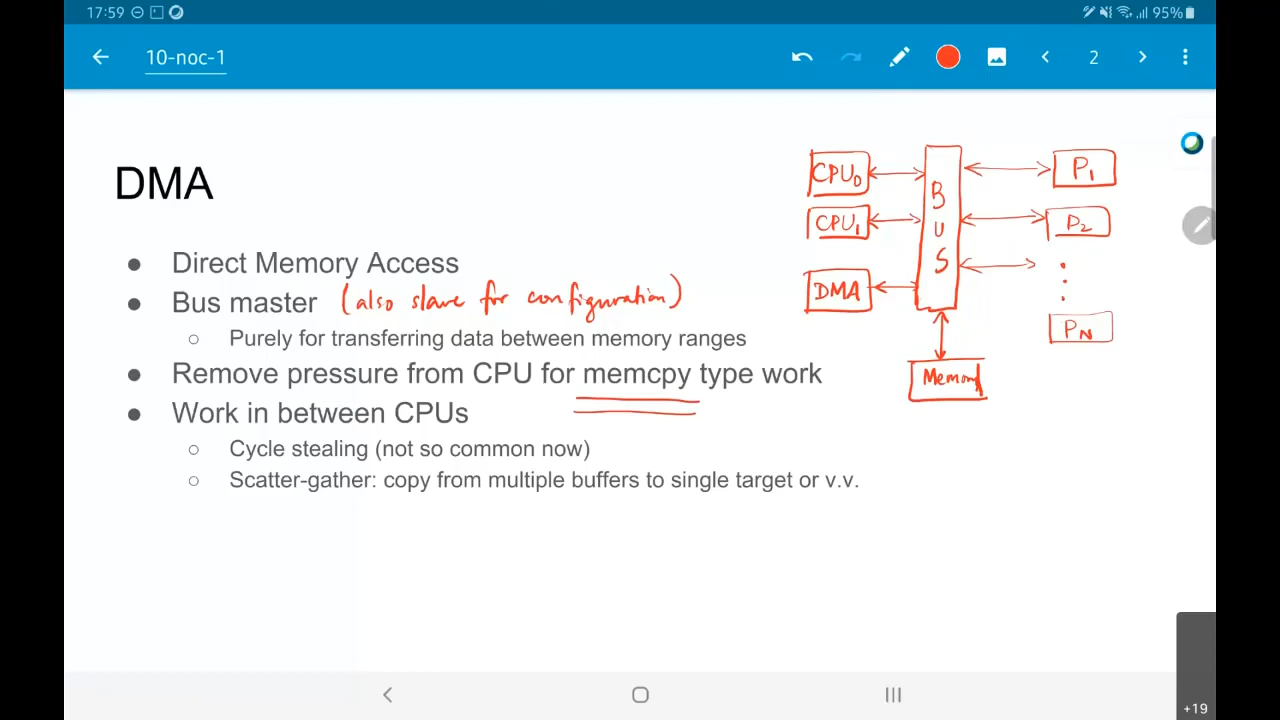 17:59
95%
10-noc-1
2
DMA
● Direct Memory Access
● Bus master (also slave for configuration)
○ Purely for transferring data between memory ranges
● Remove pressure from CPU for memcpy type work
● Work in between CPUs
○ Cycle stealing (not so common now)
○ Scatter-gather: copy from multiple buffers to single target or v.v.
CPU0
CPU1
DMA
BUS
Memory
P1
P2
PN
+19